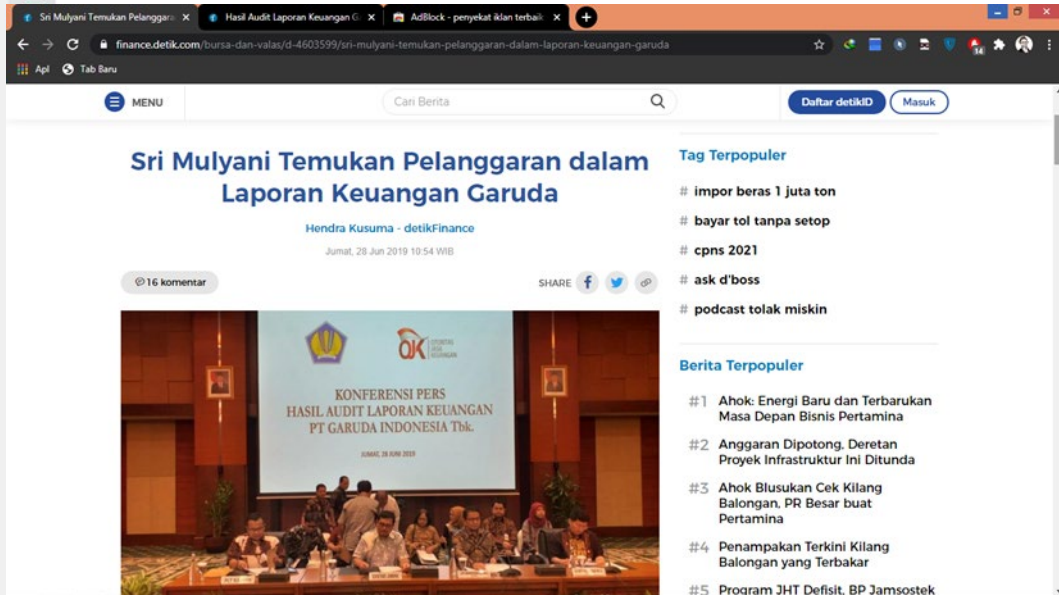 Sri Mulyani Temukan Pelanggara
Hasil Audit Laporan Keuangan G
AdBlock - penyekat iklan terbaik
finance.detik.com/bursa-dan-valas/d-4603599/sri-mulyani-temukan-pelanggaran-dalam-laporan-keuangan-garuda
14
Apl
Tab Baru
MENU
Cari Berita
Daftar detikID
Masuk
Sri Mulyani Temukan Pelanggaran dalam
Laporan Keuangan Garuda
Hendra Kusuma - detikFinance
Jumat, 28 Jun 2019 10:54 WIB
16 komentar
SHARE
OJK OTORITAS
JASA
KEUANGAN
KONFERENSI PERS
HASIL AUDIT LAPORAN KEUANGAN
PT GARUDA INDONESIA Tbk.
JUMAT, 28 JUNI 2019
Tag Terpopuler
# impor beras 1 juta ton
# bayar tol tanpa setop
# cpns 2021
# ask d'boss
# podcast tolak miskin
Berita Terpopuler
#1 Ahok: Energi Baru dan Terbarukan
Masa Depan Bisnis Pertamina
#2 Anggaran Dipotong, Deretan
Proyek Infrastruktur Ini Ditunda
#3 Ahok Blusukan Cek Kilang
Balongan, PR Besar buat
Pertamina
#4 Penampakan Terkini Kilang
Balongan yang Terbakar
#5 Program JHT Defisit, BP Jamsostek